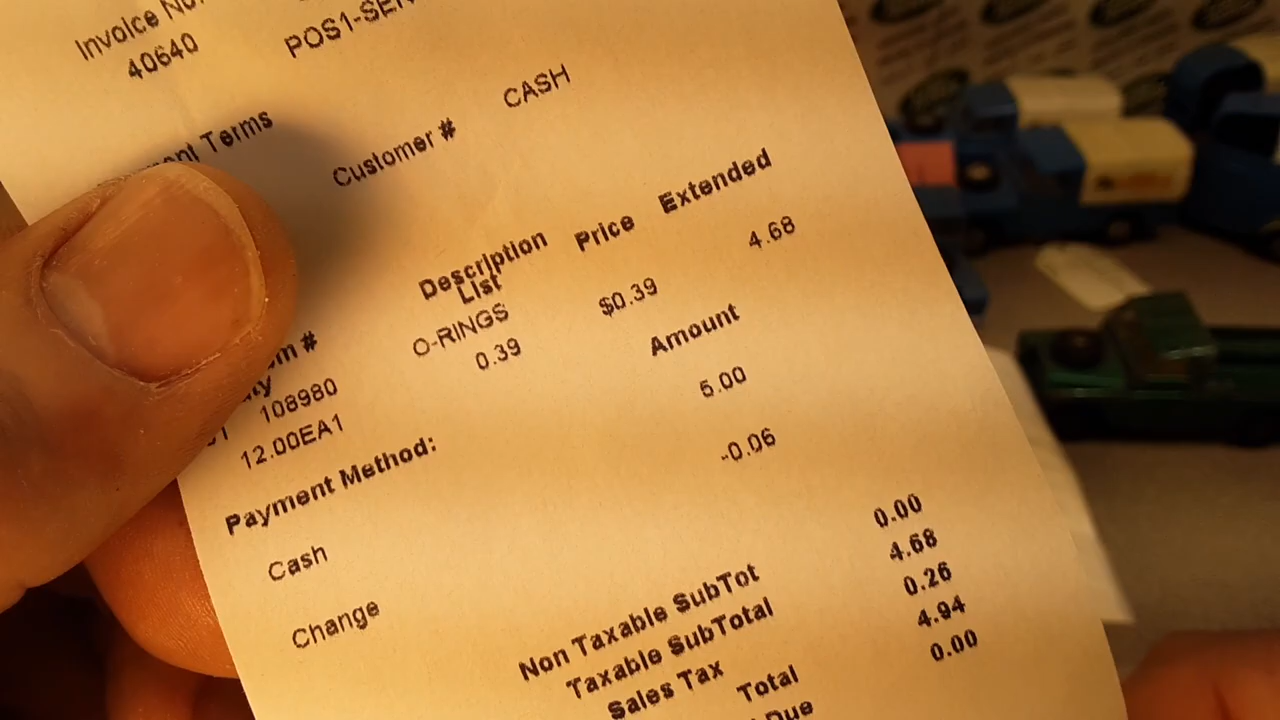 Invoice No.
40640 POS1-SER
Terms
Customer # CASH
Description Price Extended
List
108980 O-RINGS $0.39 4.68
12.00EA1 0.39
Payment Method: Amount
Cash 5.00
Change -0.06
Non Taxable SubTot 0.00
Taxable SubTotal 4.68
Sales Tax 0.26
Total 4.94
Due 0.00